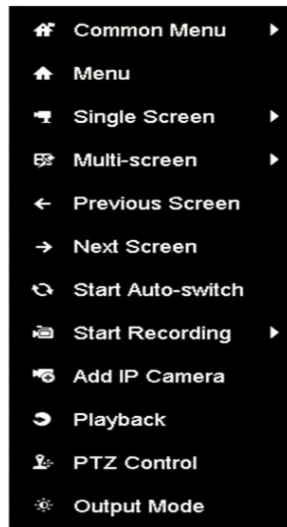 Common Menu
Menu
Single Screen
Multi-screen
Previous Screen
Next Screen
Start Auto-switch
Start Recording
Add IP Camera
Playback
PTZ Control
Output Mode